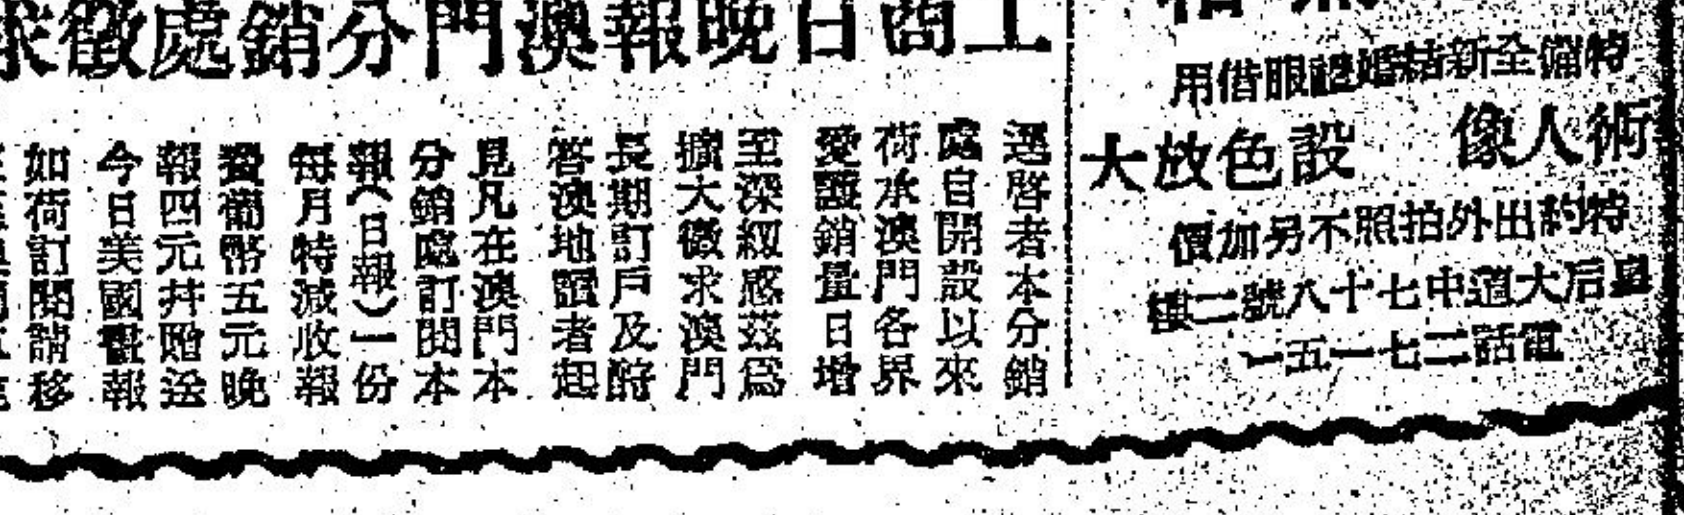 特備全新結婚禮服借用
術人像 設色放大
特約出外拍照不另加價
皇后大道中七十八號二樓
電話二七一五一
工商日晚報澳門分銷處徵求
逕啓者本分銷
處自開設以來
荷承澳門各界
愛護銷量日增
至深紉感茲爲
擴大徵求澳門
長期訂戶及酧
答澳地讀者起
見凡在澳門本
分銷處訂閱本
報（日報）一份
每月特減收報
費葡幣五元晚
報四元幷贈送
今日美國畫報
如荷訂閱請移